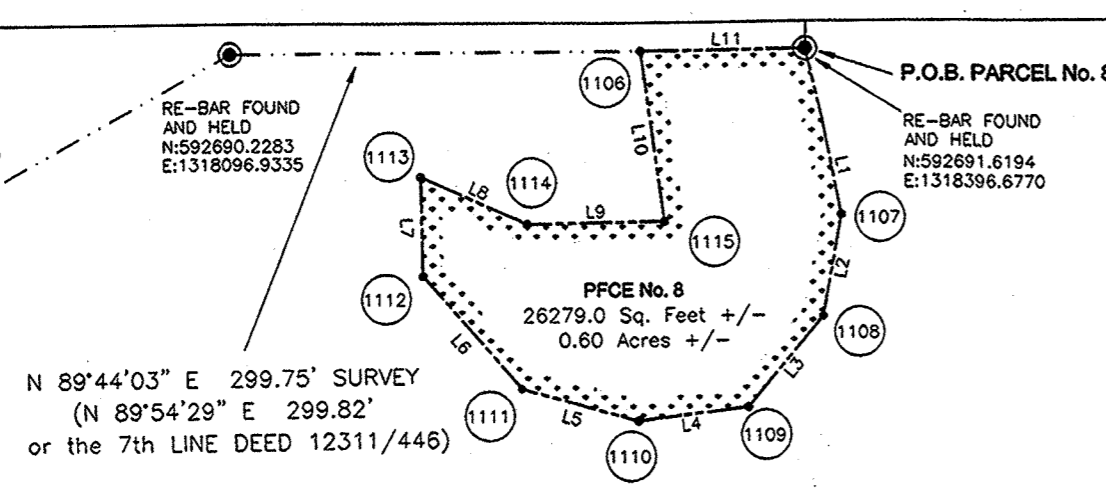 L11
1106
P.O.B. PARCEL No. 8
RE-BAR FOUND
AND HELD
N:592690.2283
E:1318096.9335
RE-BAR FOUND
AND HELD
N:592691.6194
E:1318396.6770
L10
L1
1113
L8
1114
L9
1115
L7
1107
L2
1112
PFCE No. 8
26279.0 Sq. Feet +/-
0.60 Acres +/-
1108
L6
L3
N 89°44'03" E 299.75' SURVEY
(N 89°54'29" E 299.82'
or the 7th LINE DEED 12311/446)
1111
L5
1110
L4
1109